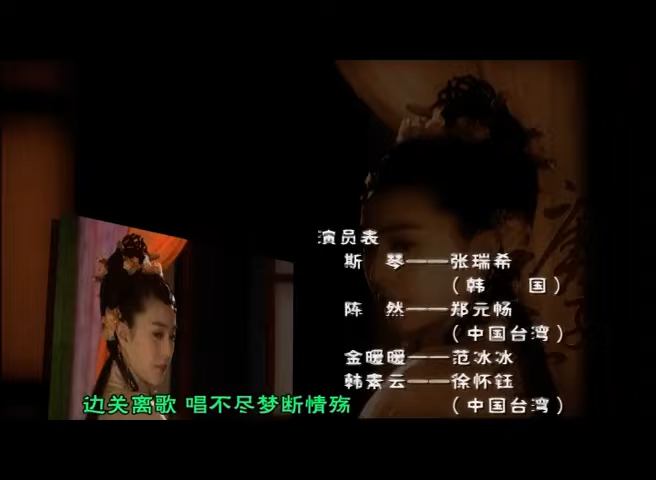 演员表
斯 琴——张瑞希
（韩 国）
陈 然——郑元畅
（中国台湾）
金暖暖——范冰冰
韩素云——徐怀钰
（中国台湾）
边关离歌 唱不尽梦断情殇